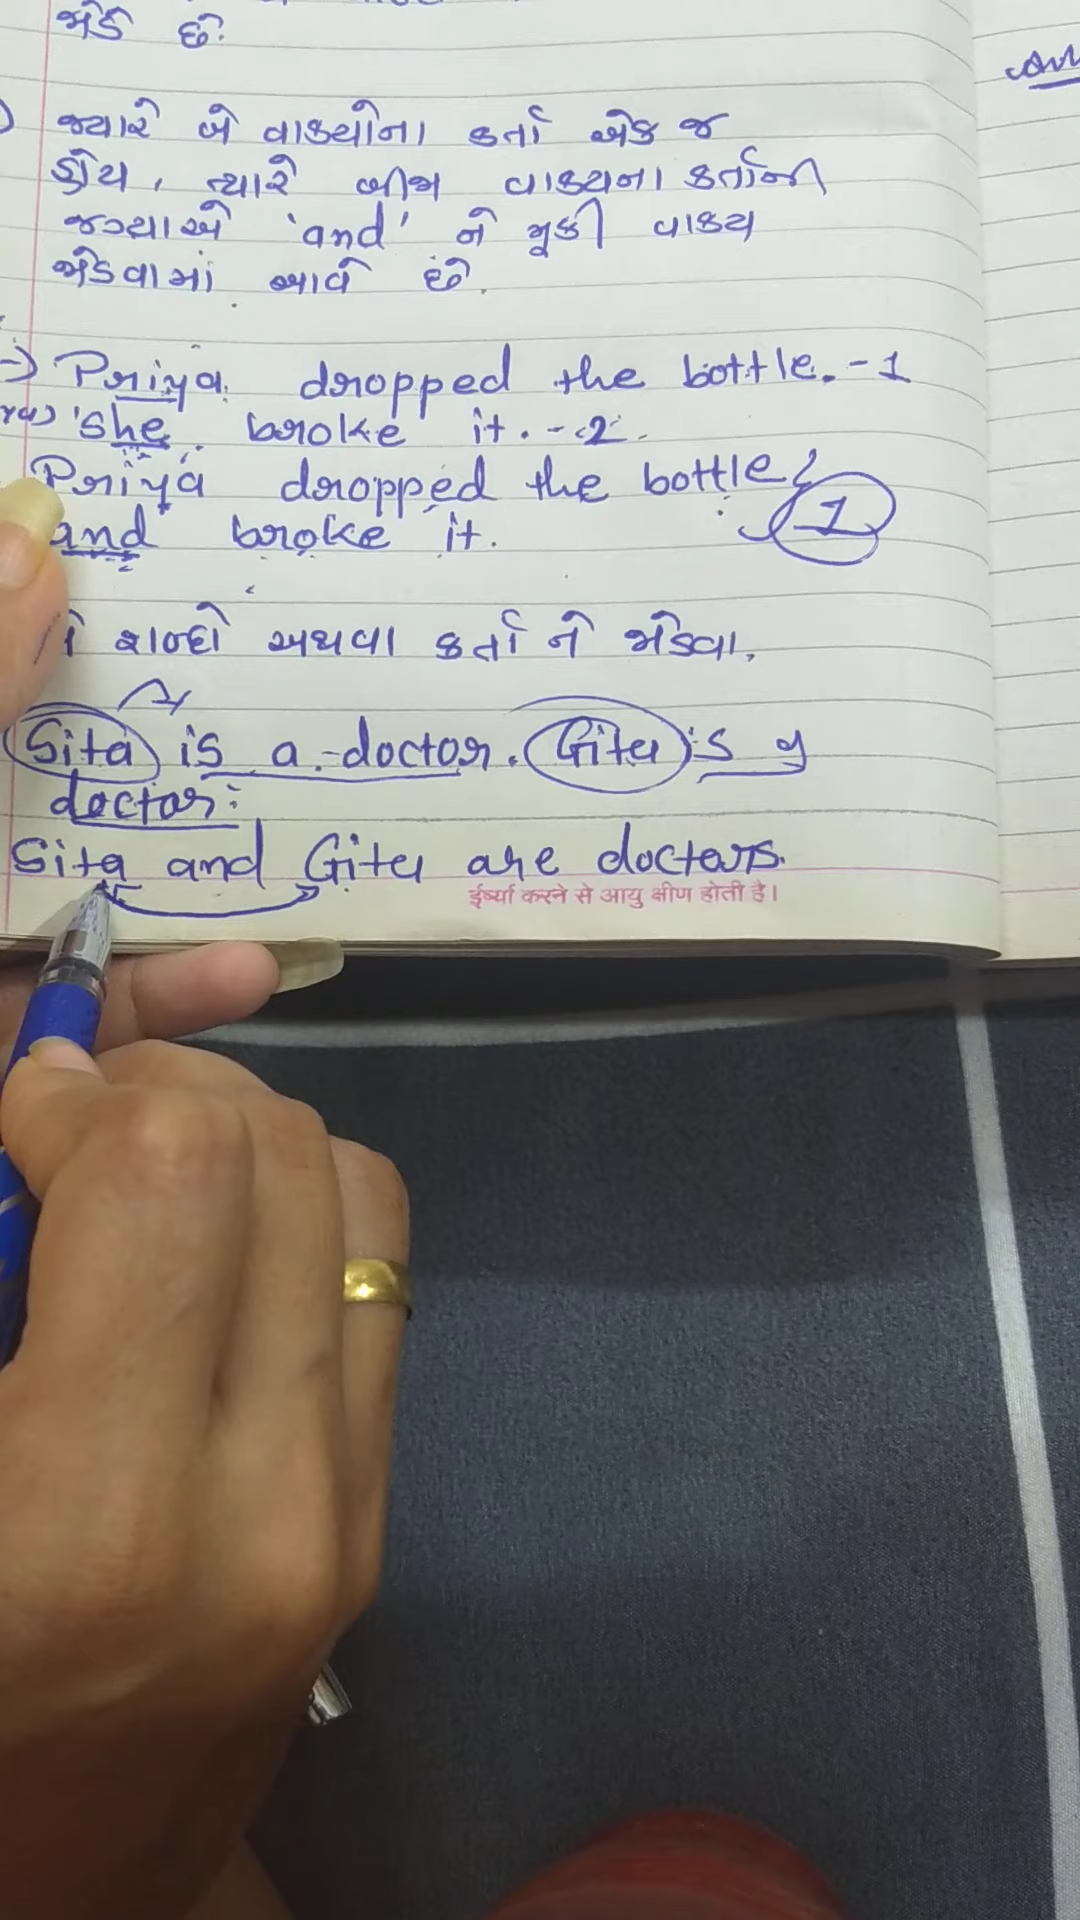 જોડે છે.
જ્યારે બે વાક્યોના કર્તા એક જ
હોય, ત્યારે બીજા વાક્યના કર્તાની
જગ્યાએ 'and' ને મૂકી વાક્ય
જોડવામાં આવે છે.
Priya dropped the bottle. - 1
she broke it. - 2.
Priya dropped the bottle
and broke it.
1
શબ્દો અથવા કર્તા ને જોડવા.
Sita is a doctor. Gita is a
doctor.
Sita and Gita are doctors.
ईर्ष्या करने से आयु क्षीण होती है।